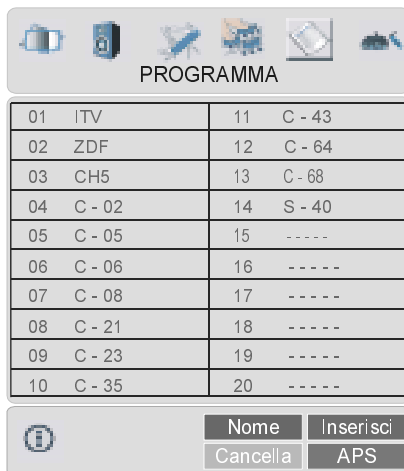 PROGRAMMA
01 ITV 11 C - 43
02 ZDF 12 C - 64
03 CH5 13 C - 68
04 C - 02 14 S - 40
05 C - 05 15 - - - - -
06 C - 06 16 - - - - -
07 C - 08 17 - - - - -
08 C - 21 18 - - - - -
09 C - 23 19 - - - - -
10 C - 35 20 - - - - -
Nome Inserisci
Cancella APS